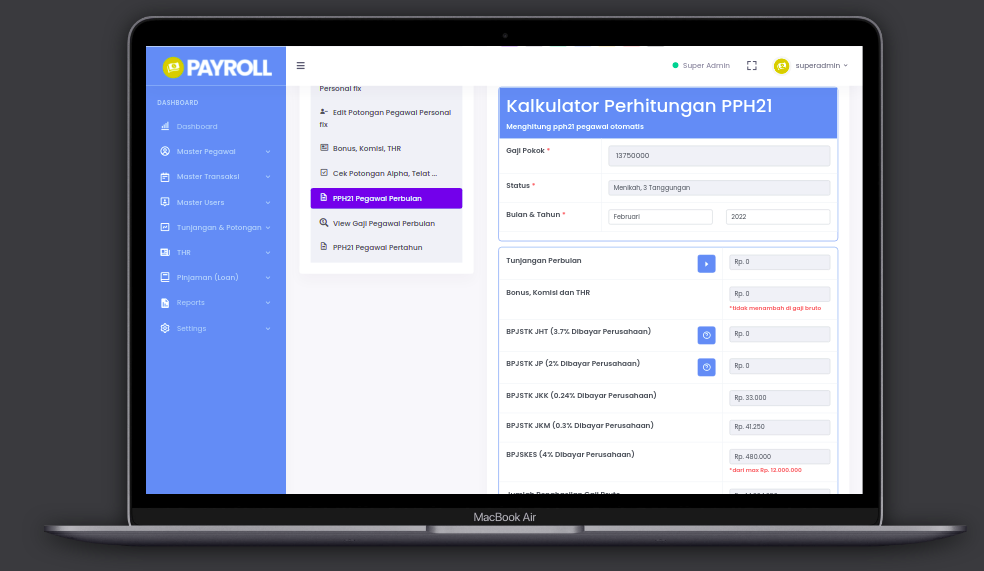 PAYROLL
Super Admin
superadmin
DASHBOARD
Dashboard
Master Pegawai
Master Transaksi
Master Users
Tunjangan & Potongan
THR
Pinjaman (Loan)
Reports
Settings
Personal fix
Edit Potongan Pegawai Personal
fix
Bonus, Komisi, THR
Cek Potongan Alpha, Telat ...
PPH21 Pegawai Perbulan
View Gaji Pegawai Perbulan
PPH21 Pegawai Pertahun
Kalkulator Perhitungan PPH21
Menghitung pph21 pegawai otomatis
Gaji Pokok *
13750000
Status *
Menikah, 3 Tanggungan
Bulan & Tahun *
Februari
2022
Tunjangan Perbulan
Rp. 0
Bonus, Komisi dan THR
Rp. 0
*tidak menambah di gaji bruto
BPJSTK JHT (3.7% Dibayar Perusahaan)
Rp. 0
BPJSTK JP (2% Dibayar Perusahaan)
Rp. 0
BPJSTK JKK (0.24% Dibayar Perusahaan)
Rp. 33.000
BPJSTK JKM (0.3% Dibayar Perusahaan)
Rp. 41.250
BPJSKES (4% Dibayar Perusahaan)
Rp. 480.000
*dari max Rp. 12.000.000
Jumlah Penghasilan Gaji Bruto
MacBook Air